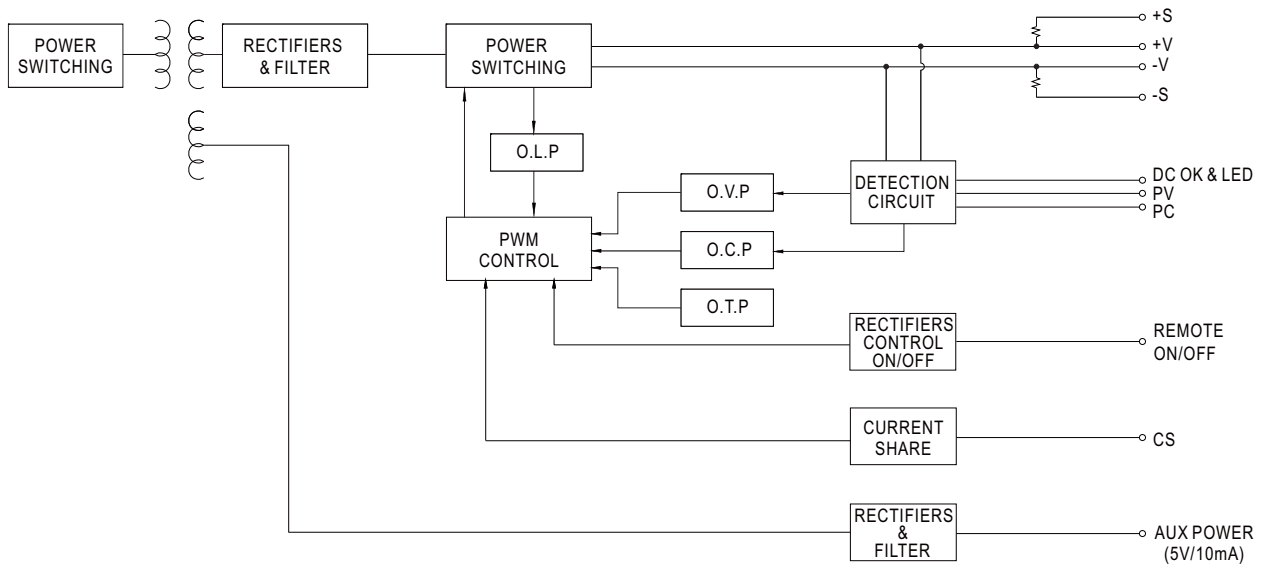 POWER
SWITCHING
RECTIFIERS
& FILTER
POWER
SWITCHING
+S
+V
-V
-S
O.L.P
PWM
CONTROL
O.V.P
O.C.P
O.T.P
DETECTION
CIRCUIT
DC OK & LED
PV
PC
RECTIFIERS
CONTROL
ON/OFF
REMOTE
ON/OFF
CURRENT
SHARE
CS
RECTIFIERS
&
FILTER
AUX POWER
(5V/10mA)